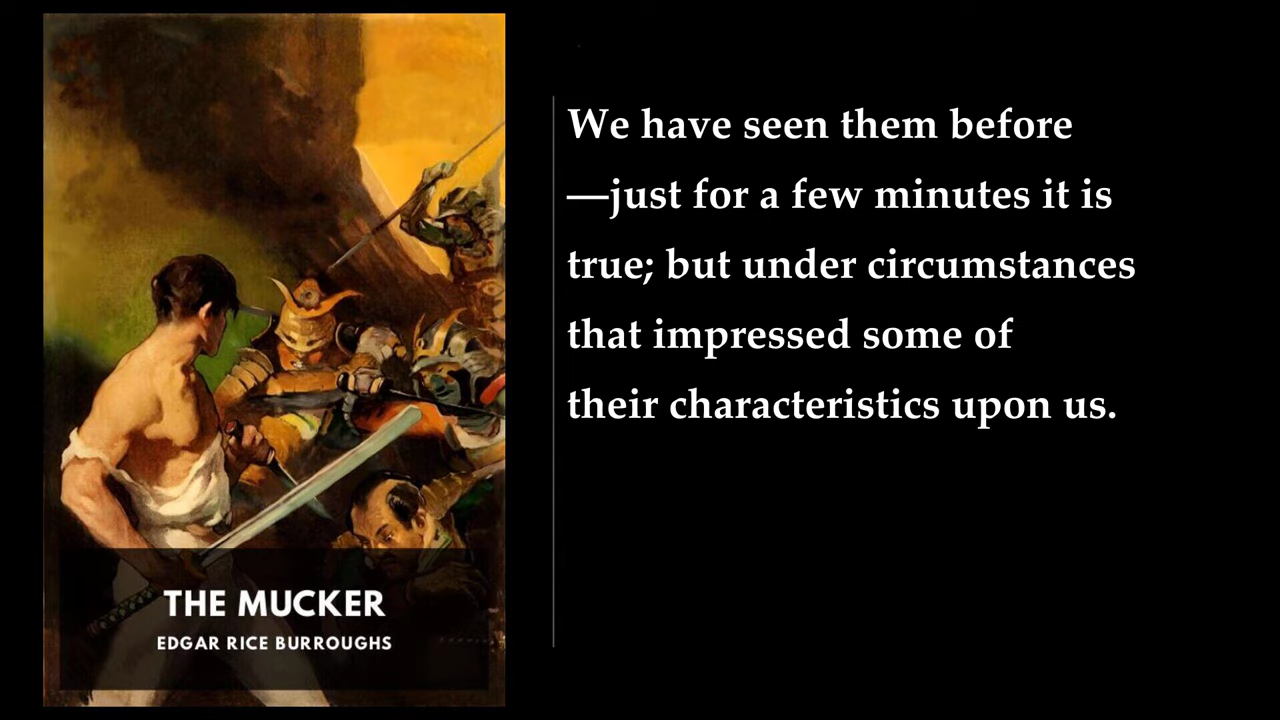 THE MUCKER
EDGAR RICE BURROUGHS
We have seen them before
—just for a few minutes it is
true; but under circumstances
that impressed some of
their characteristics upon us.